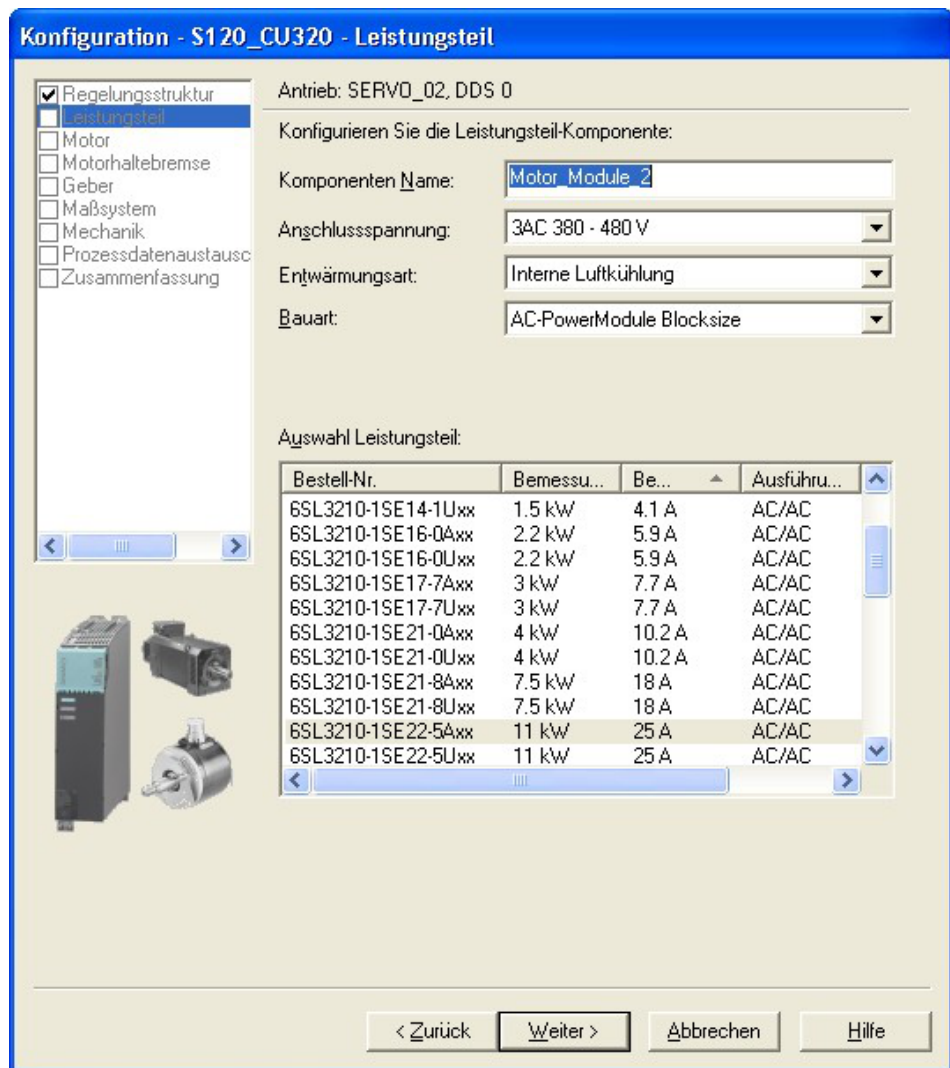 Konfiguration - S120_CU320 - Leistungsteil
Regelungsstruktur
Leistungsteil
Motor
Motorhaltebremse
Geber
Maßsystem
Mechanik
Prozessdatenaustausc
Zusammenfassung
Antrieb: SERVO_02, DDS 0
Konfigurieren Sie die Leistungsteil-Komponente:
Komponenten Name: Motor_Module_2
Anschlussspannung: 3AC 380 - 480 V
Entwärmungsart: Interne Luftkühlung
Bauart: AC-PowerModule Blocksize
Auswahl Leistungsteil:
Bestell-Nr. Bemessu... Be... Ausführu...
6SL3210-1SE14-1Uxx 1.5 kW 4.1 A AC/AC
6SL3210-1SE16-0Axx 2.2 kW 5.9 A AC/AC
6SL3210-1SE16-0Uxx 2.2 kW 5.9 A AC/AC
6SL3210-1SE17-7Axx 3 kW 7.7 A AC/AC
6SL3210-1SE17-7Uxx 3 kW 7.7 A AC/AC
6SL3210-1SE21-0Axx 4 kW 10.2 A AC/AC
6SL3210-1SE21-0Uxx 4 kW 10.2 A AC/AC
6SL3210-1SE21-8Axx 7.5 kW 18 A AC/AC
6SL3210-1SE21-8Uxx 7.5 kW 18 A AC/AC
6SL3210-1SE22-5Axx 11 kW 25 A AC/AC
6SL3210-1SE22-5Uxx 11 kW 25 A AC/AC
< Zurück Weiter > Abbrechen Hilfe